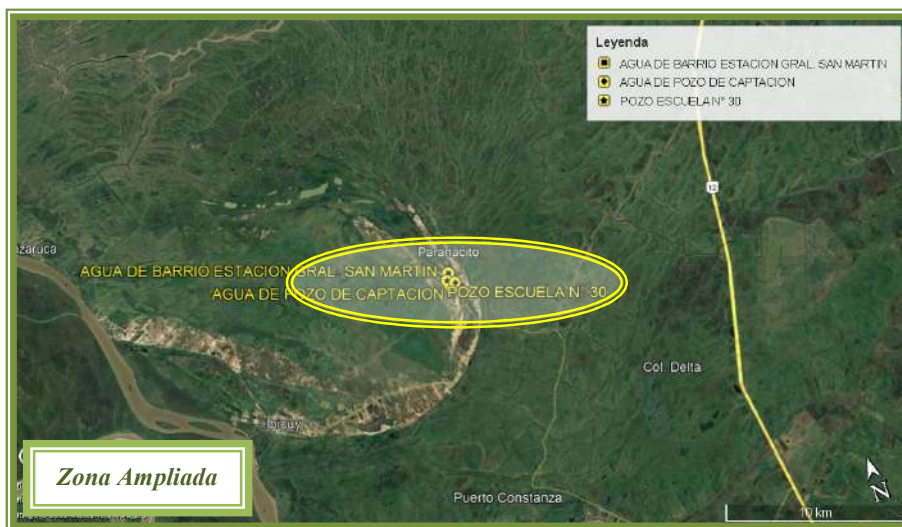 Leyenda
AGUA DE BARRIO ESTACION GRAL. SAN MARTIN
AGUA DE POZO DE CAPTACION
POZO ESCUELA N° 30
12
Paranacito
AGUA DE BARRIO ESTACION GRAL. SAN MARTIN
AGUA DE POZO DE CAPTACION
POZO ESCUELA N° 30
Col. Delta
Ibicuy
Zona Ampliada
Puerto Constanza
N
10 km